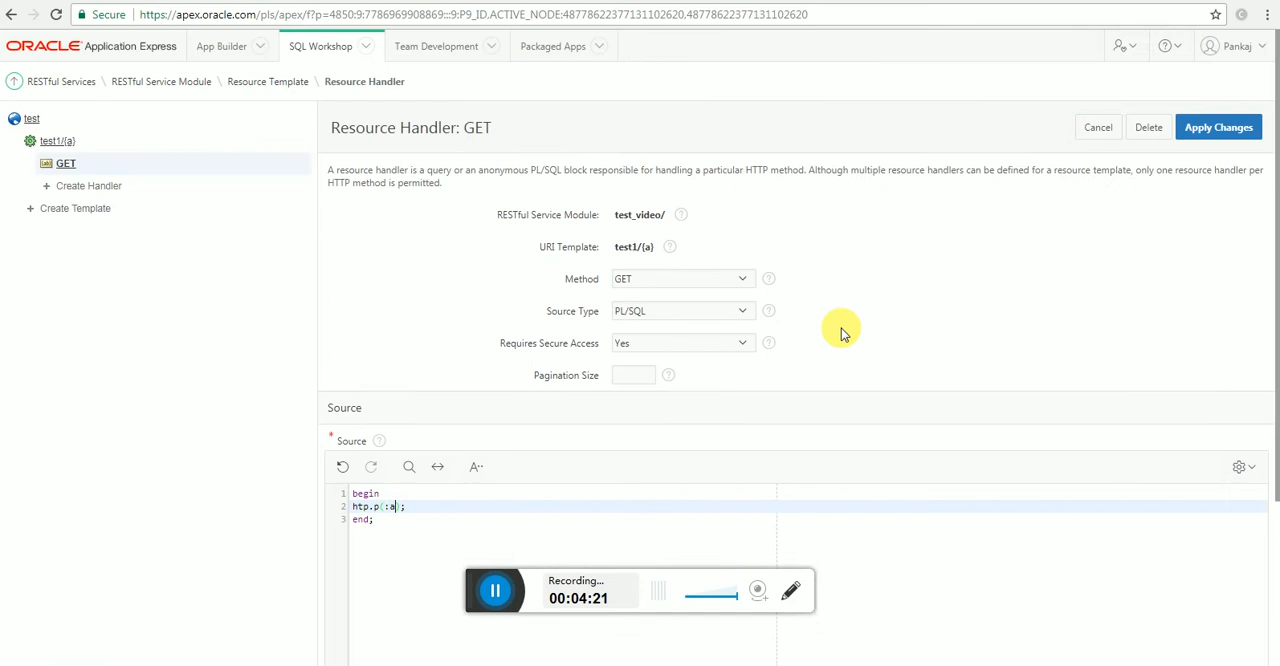 Secure https://apex.oracle.com/pls/apex/f?p=4850:9:7786969908869:::9:P9_ID,ACTIVE_NODE:48778622377131102620,48778622377131102620
ORACLE Application Express App Builder SQL Workshop Team Development Packaged Apps Pankaj
RESTful Services \ RESTful Service Module \ Resource Template \ Resource Handler
test
test1/{a}
GET
+ Create Handler
+ Create Template
Resource Handler: GET
Cancel Delete Apply Changes
A resource handler is a query or an anonymous PL/SQL block responsible for handling a particular HTTP method. Although multiple resource handlers can be defined for a resource template, only one resource handler per
HTTP method is permitted.
RESTful Service Module: test_video/ ?
URI Template: test1/{a} ?
Method GET ?
Source Type PL/SQL ?
Requires Secure Access Yes ?
Pagination Size ?
Source
* Source ?
A··
1 begin
2 htp.p(:a);
3 end;
Recording...
00:04:21